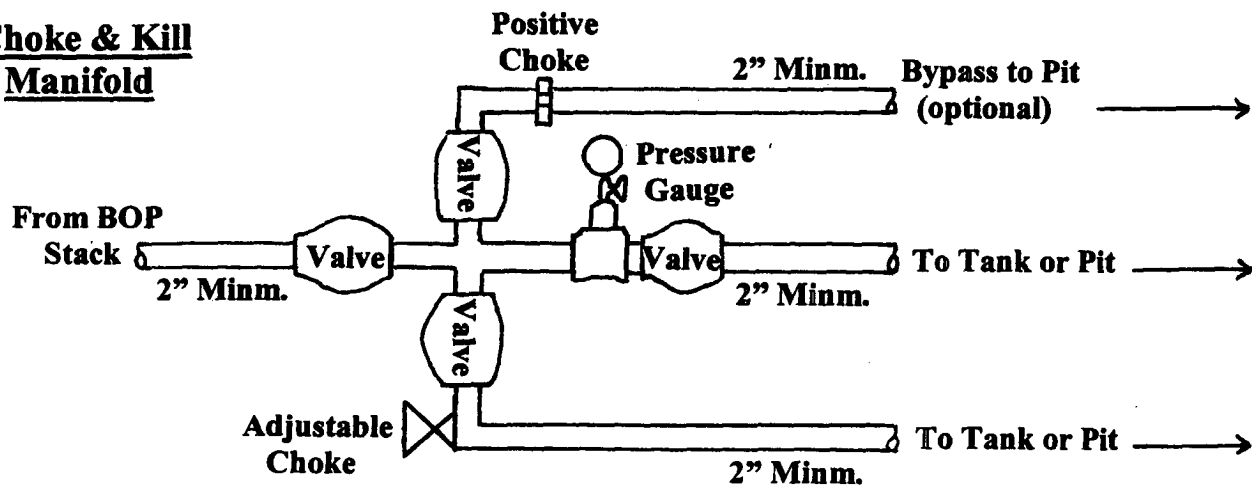 Choke & Kill
Manifold
Positive
Choke
2” Minm.
Bypass to Pit
(optional)
Valve
Pressure
Gauge
From BOP
Stack
Valve
Valve
To Tank or Pit
2” Minm.
2” Minm.
Valve
Adjustable
Choke
To Tank or Pit
2” Minm.